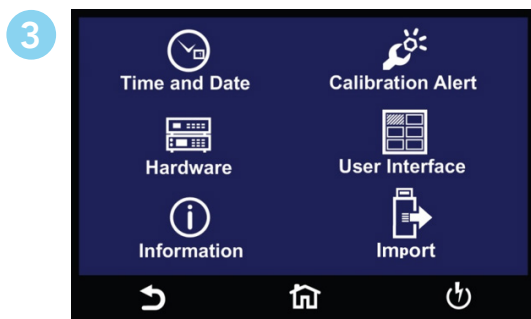 3
Time and Date
Calibration Alert
Hardware
User Interface
Information
Import